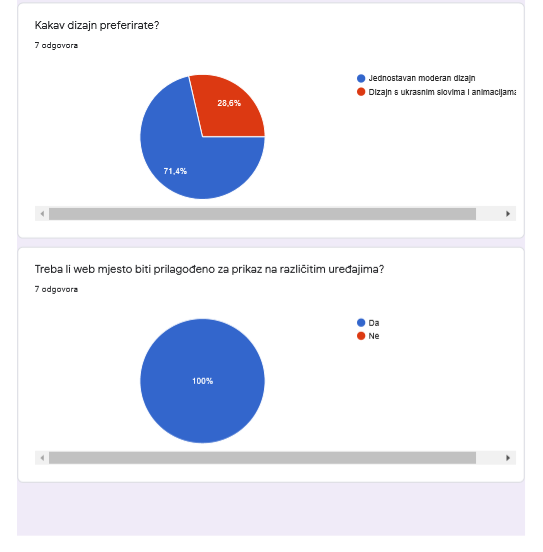 Kakav dizajn preferirate?
7 odgovora
Jednostavan moderan dizajn
Dizajn s ukrasnim slovima i animacijama
28,6%
71,4%
Treba li web mjesto biti prilagođeno za prikaz na različitim uređajima?
7 odgovora
Da
Ne
100%